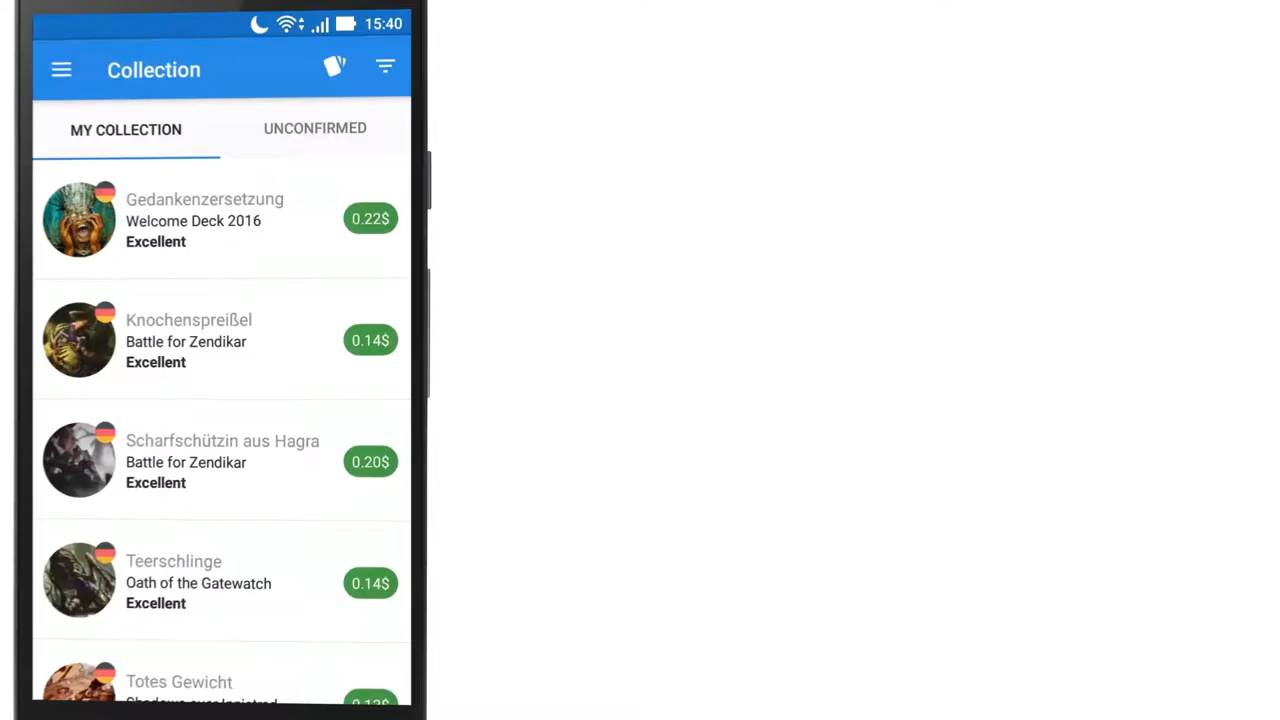 15:40
Collection
MY COLLECTION
UNCONFIRMED
Gedankenzersetzung
Welcome Deck 2016
Excellent
0.22$
Knochenspreißel
Battle for Zendikar
Excellent
0.14$
Scharfschützin aus Hagra
Battle for Zendikar
Excellent
0.20$
Teerschlinge
Oath of the Gatewatch
Excellent
0.14$
Totes Gewicht